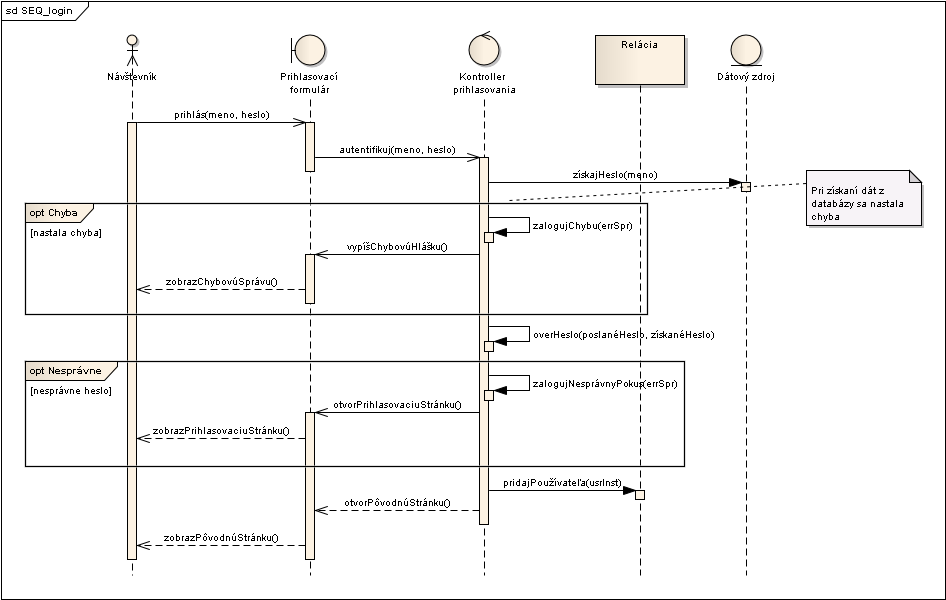 sd SEQ_login
Návštevník
Prihlasovací
formulár
Kontroller
prihlasovania
Relácia
Dátový zdroj
prihlás(meno, heslo)
autentifikuj(meno, heslo)
získajHeslo(meno)
Pri získaní dát z
databázy sa nastala
chyba
opt Chyba
[nastala chyba]
zalogujChybu(errSpr)
vypíšChybovúHlášku()
zobrazChybovúSprávu()
overHeslo(poslanéHeslo, získanéHeslo)
opt Nesprávne
[nesprávne heslo]
zalogujNesprávnyPokus(errSpr)
otvorPrihlasovaciuStránku()
zobrazPrihlasovaciuStránku()
pridajPoužívateľa(usrInst)
otvorPôvodnúStránku()
zobrazPôvodnúStránku()